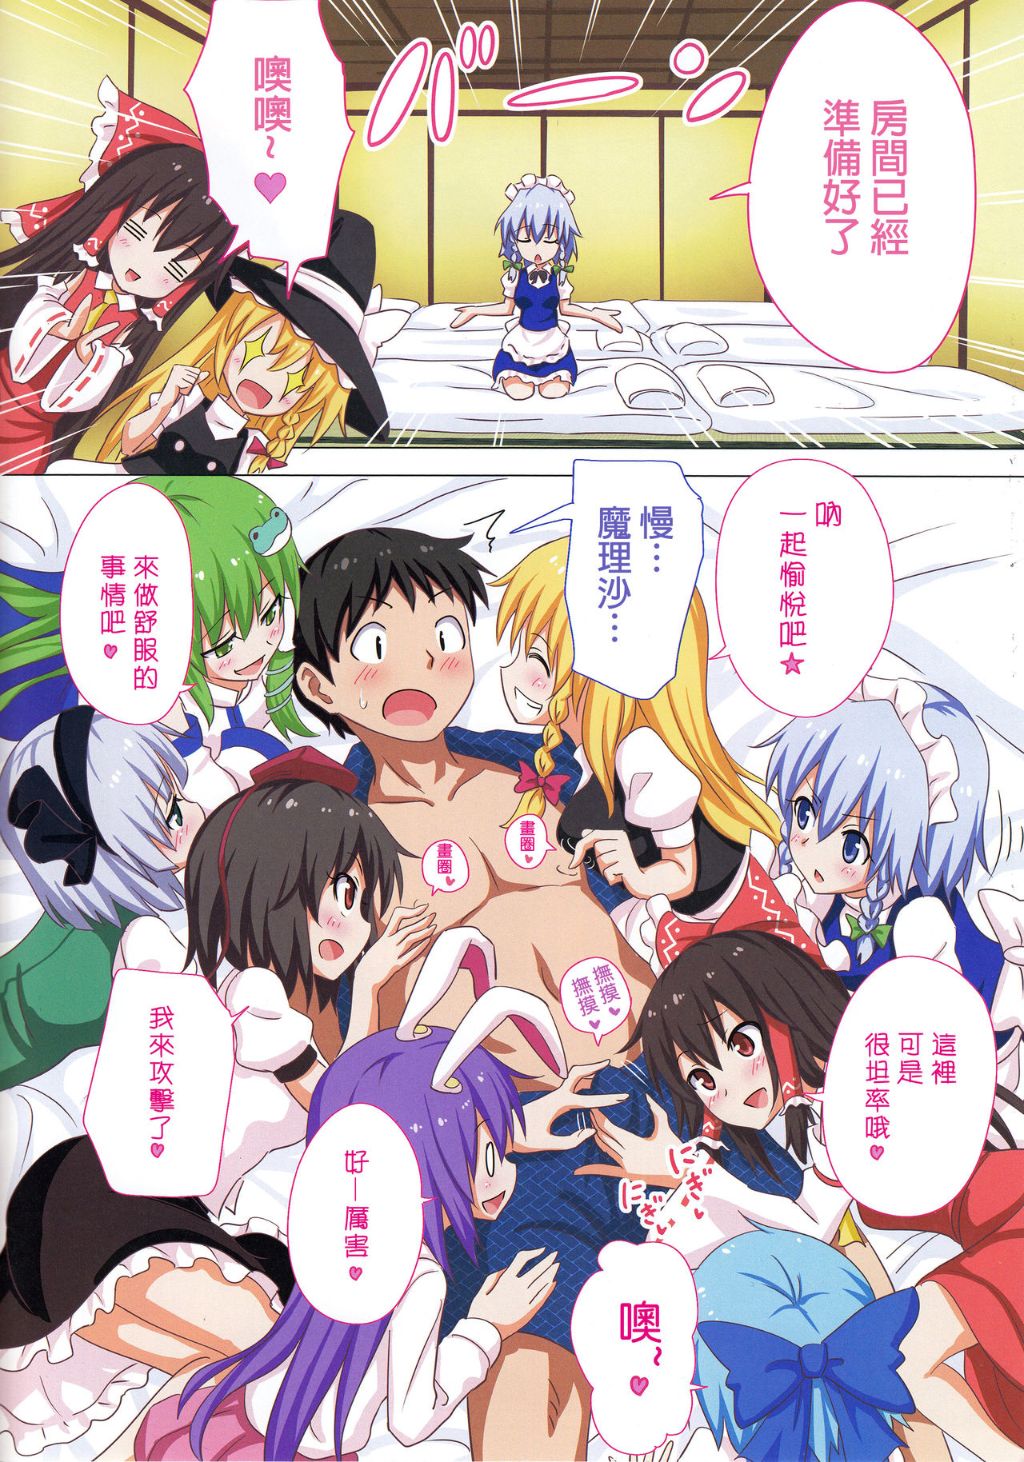 房間已經
準備好了
バーーン
噢噢~♥
吶
一起愉悅吧★
慢…
魔理沙…
來做舒服的
事情吧♥
畫圈♥
畫圈♥
撫摸♥
撫摸♥
這裡
可是
很坦率哦♥
我來攻擊了♥
好—厲害♥
にぎ♥
にぎ♥
噢~♥